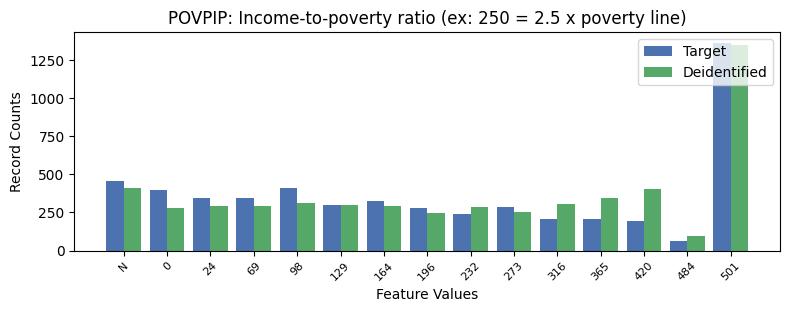 POVPIP: Income-to-poverty ratio (ex: 250 = 2.5 x poverty line)
Target
Deidentified
Record Counts
1250
1000
750
500
250
0
N 0 24 69 98 129 164 196 232 273 316 365 420 484 501
Feature Values